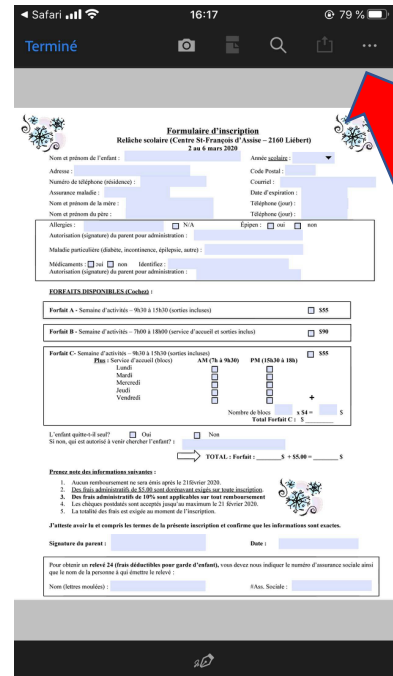 Safari 16:17 79 %
Terminé
Formulaire d'inscription
Relâche scolaire (Centre St-François d'Assise – 2160 Liébert)
2 au 6 mars 2020
Nom et prénom de l'enfant : Année scolaire :
Adresse : Code Postal :
Numéro de téléphone (résidence) : Courriel :
Assurance maladie : Date d'expiration :
Nom et prénom de la mère : Téléphone (jour) :
Nom et prénom du père : Téléphone (jour) :
Allergies : N/A Épipen : oui non
Autorisation (signature) du parent pour administration :
Maladie particulière (diabète, incontinence, épilepsie, autre) :
Médicaments : oui non Identifiez :
Autorisation (signature) du parent pour administration :
FORFAITS DISPONIBLES (Cochez) :
Forfait A - Semaine d'activités – 9h30 à 15h30 (sorties incluses) $55
Forfait B - Semaine d'activités – 7h00 à 18h00 (service d'accueil et sorties inclus) $90
Forfait C- Semaine d'activités – 9h30 à 15h30 (sorties incluses) $55
Plus : Service d'accueil (blocs) AM (7h à 9h30) PM (15h30 à 18h)
Lundi
Mardi
Mercredi
Jeudi
Vendredi +
Nombre de blocs x $4 = $
Total Forfait C : $
L'enfant quitte-t-il seul? Oui Non
Si non, qui est autorisé à venir chercher l'enfant? :
TOTAL : Forfait : ______$ + $5.00 = ______$
Prenez note des informations suivantes :
1. Aucun remboursement ne sera émis après le 21février 2020.
2. Des frais administratifs de $5.00 sont dorénavant exigés sur toute inscription.
3. Des frais administratifs de 10% sont applicables sur tout remboursement
4. Les chèques postdatés sont acceptés jusqu'au maximum le 21 février 2020.
5. La totalité des frais est exigée au moment de l'inscription.
J'atteste avoir lu et compris les termes de la présente inscription et confirme que les informations sont exactes.
Signature du parent : Date :
Pour obtenir un relevé 24 (frais déductibles pour garde d'enfant), vous devez nous indiquer le numéro d'assurance sociale ainsi
que le nom de la personne à qui émettre le relevé :
Nom (lettres moulées) : #Ass. Sociale :